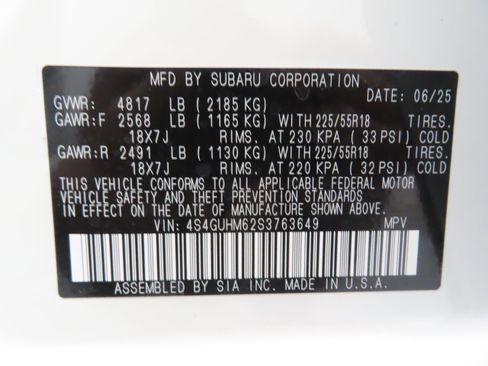 MFD BY SUBARU CORPORATION
DATE: 06/25
GVWR: 4817 LB (2185 KG)
GAWR:F 2568 LB (1165 KG) WITH 225/55R18 TIRES.
18X7J RIMS. AT 230 KPA (33 PSI) COLD
GAWR:R 2491 LB (1130 KG) WITH 225/55R18 TIRES.
18X7J RIMS. AT 220 KPA (32 PSI) COLD
THIS VEHICLE CONFORMS TO ALL APPLICABLE FEDERAL MOTOR
VEHICLE SAFETY AND THEFT PREVENTION STANDARDS
IN EFFECT ON DATE OF MANUFACTURE SHOWN ABOVE.
VIN: 4S4GUHM62S3763649 MPV
ASSEMBLED BY SIA INC. MADE IN U.S.A.